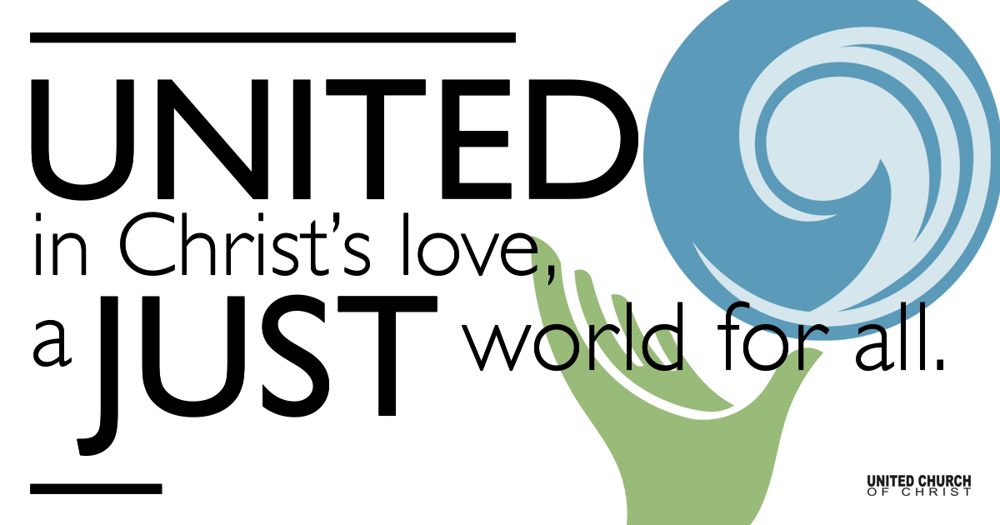 UNITED
in Christ’s love,
a JUST world for all.
UNITED CHURCH
OF CHRIST